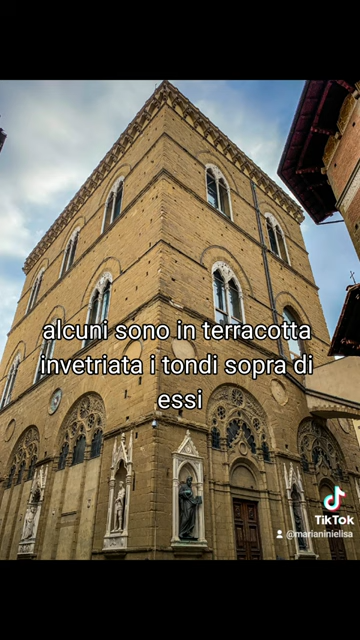 alcuni sono in terracotta
invetriata i tondi sopra di
essi
TikTok
@marianinielisa